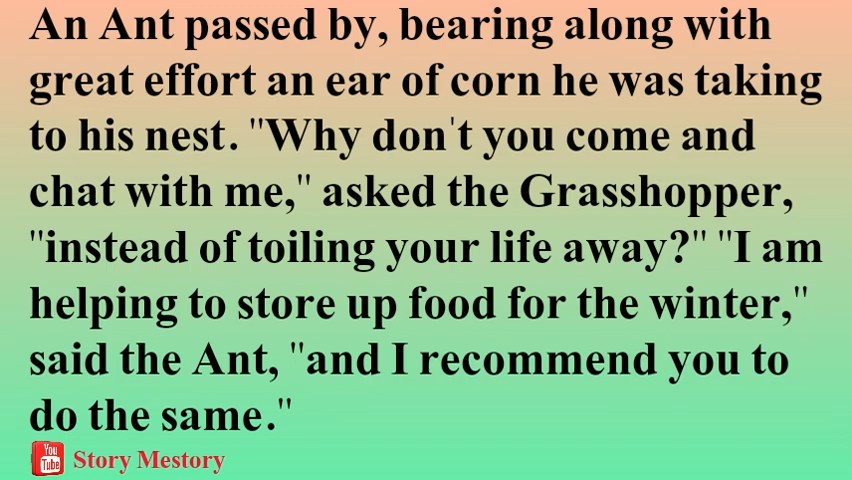 An Ant passed by, bearing along with
great effort an ear of corn he was taking
to his nest. "Why don't you come and
chat with me," asked the Grasshopper,
"instead of toiling your life away?" "I am
helping to store up food for the winter,"
said the Ant, "and I recommend you to
do the same."
You
Tube
Story Mestory